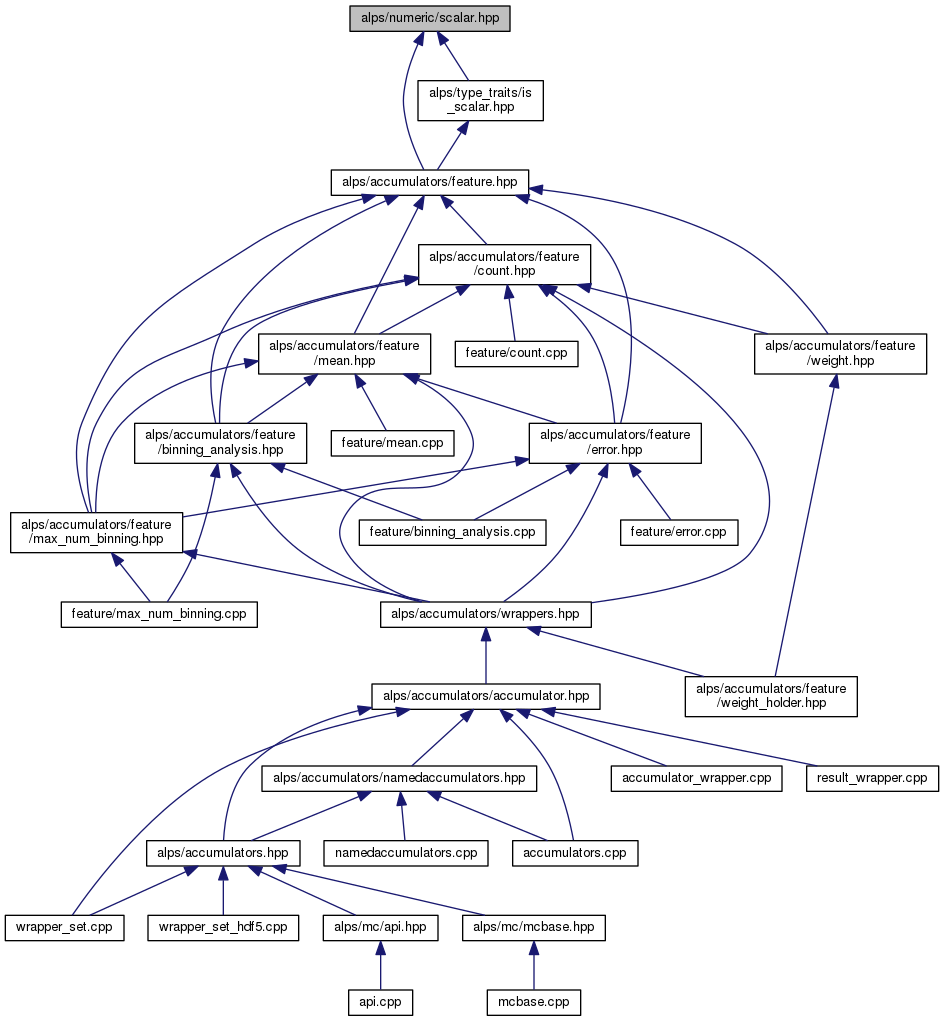 alps/numeric/scalar.hpp
alps/type_traits/is
_scalar.hpp
alps/accumulators/feature.hpp
alps/accumulators/feature
/count.hpp
alps/accumulators/feature
/mean.hpp
feature/count.cpp
alps/accumulators/feature
/weight.hpp
alps/accumulators/feature
/binning_analysis.hpp
feature/mean.cpp
alps/accumulators/feature
/error.hpp
alps/accumulators/feature
/max_num_binning.hpp
feature/binning_analysis.cpp
feature/error.cpp
feature/max_num_binning.cpp
alps/accumulators/wrappers.hpp
alps/accumulators/accumulator.hpp
alps/accumulators/feature
/weight_holder.hpp
alps/accumulators/namedaccumulators.hpp
accumulator_wrapper.cpp
result_wrapper.cpp
alps/accumulators.hpp
namedaccumulators.cpp
accumulators.cpp
wrapper_set.cpp
wrapper_set_hdf5.cpp
alps/mc/api.hpp
alps/mc/mcbase.hpp
api.cpp
mcbase.cpp